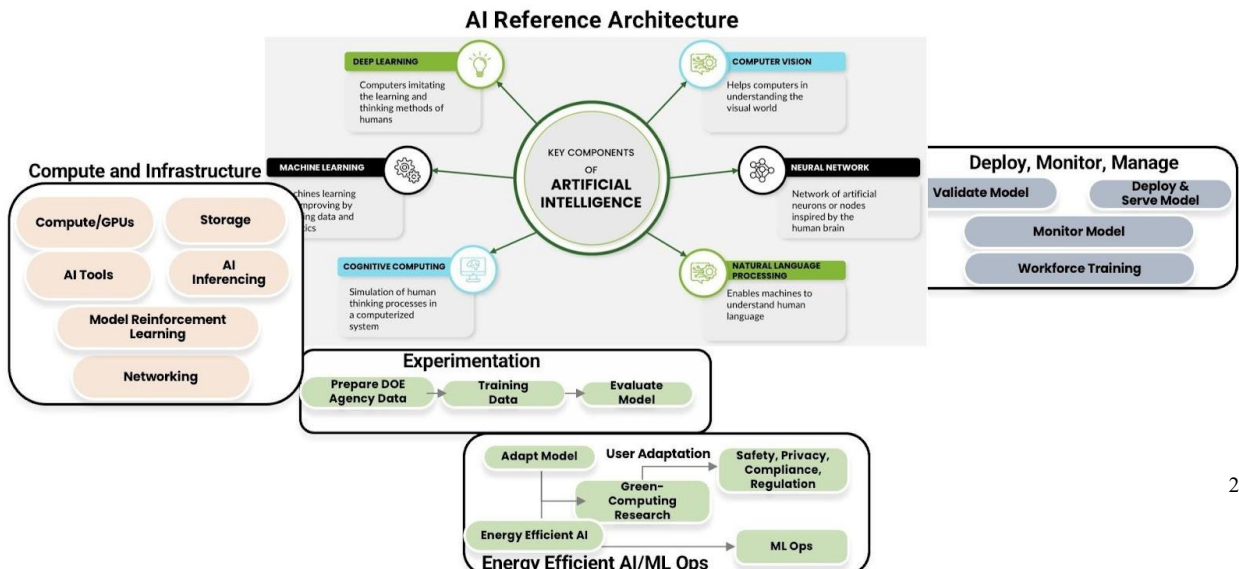 AI Reference Architecture
DEEP LEARNING
Computers imitating
the learning and
thinking methods of
humans
COMPUTER VISION
Helps computers in
understanding the
visual world
KEY COMPONENTS
OF
ARTIFICIAL
INTELLIGENCE
MACHINE LEARNING
learning
improving by
data and
NEURAL NETWORK
Network of artificial
neurons or nodes
inspired by the
human brain
COGNITIVE COMPUTING
Simulation of human
thinking processes in
a computerized
system
NATURAL LANGUAGE
PROCESSING
Enables machines to
understand human
language
Compute and Infrastructure
Compute/GPUs
Storage
AI Tools
AI
Inferencing
Model Reinforcement
Learning
Networking
Deploy, Monitor, Manage
Validate Model
Deploy &
Serve Model
Monitor Model
Workforce Training
Experimentation
Prepare DOE
Agency Data
Training
Data
Evaluate
Model
Adapt Model
User Adaptation
Safety, Privacy,
Compliance,
Regulation
Green-
Computing
Research
Energy Efficient AI
ML Ops
Energy Efficient AI/ML Ops
2